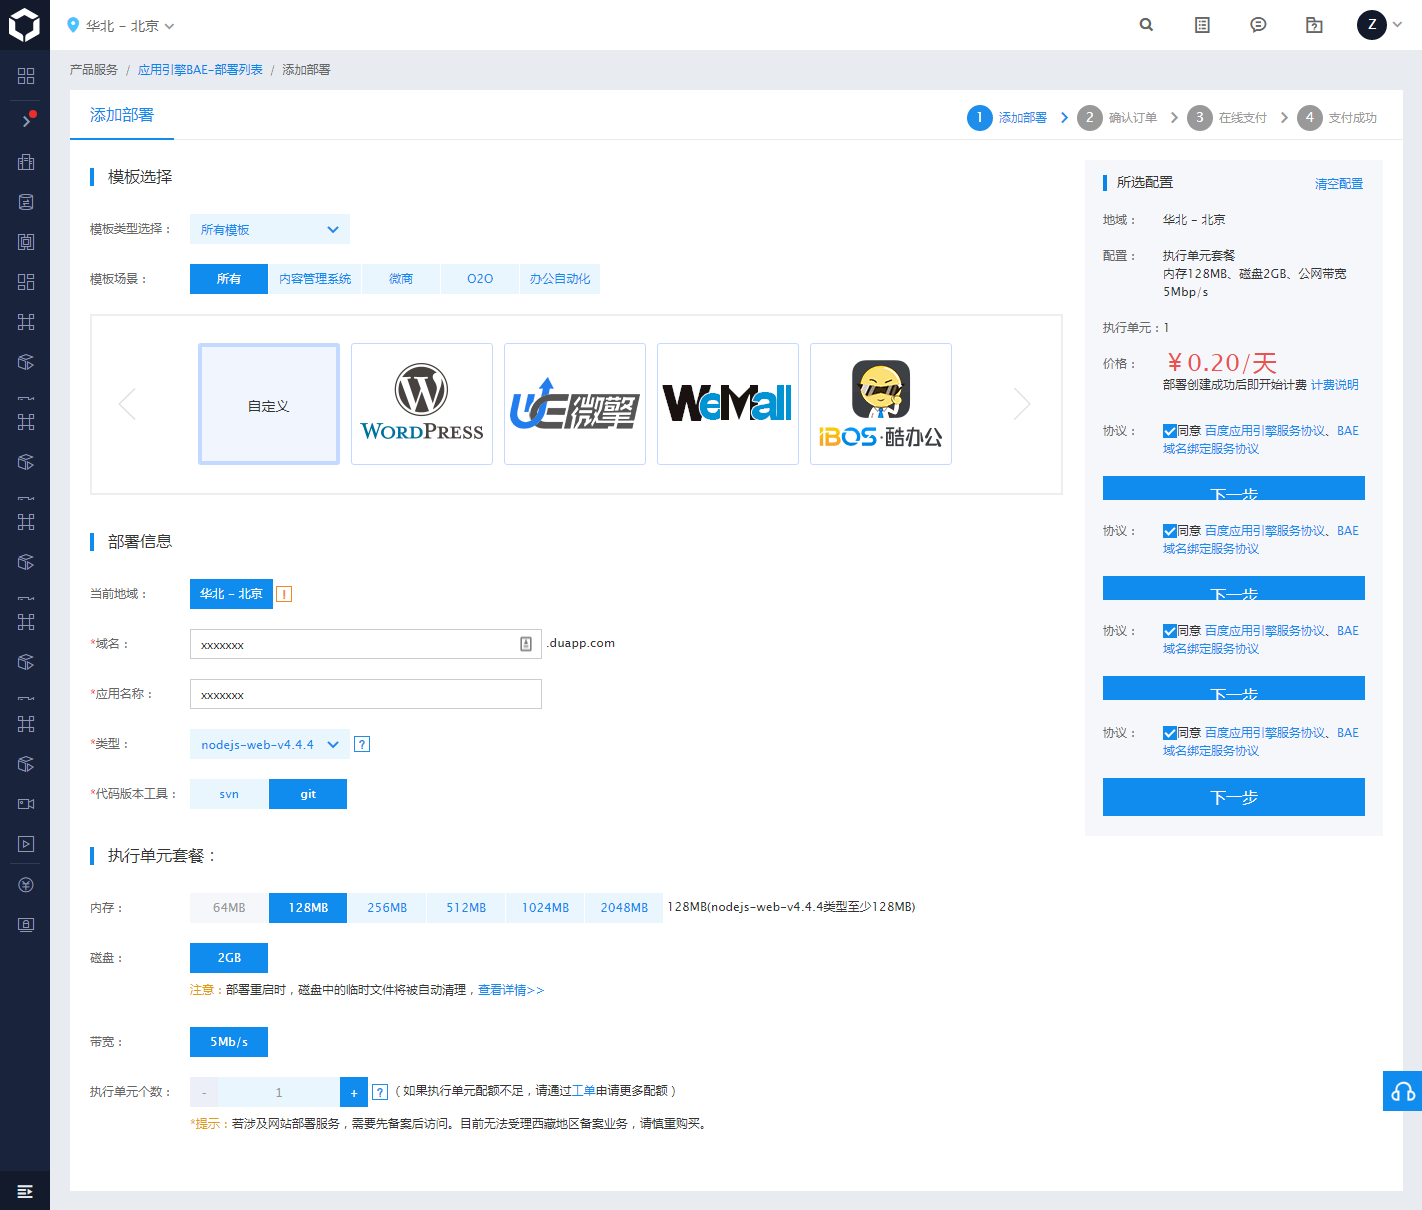 华北 - 北京
Z
产品服务 / 应用引擎BAE-部署列表 / 添加部署
添加部署
1 添加部署 2 确认订单 3 在线支付 4 支付成功
模板选择
模板类型选择： 所有模板
模板场景： 所有 内容管理系统 微商 O2O 办公自动化
自定义
WORDPRESS
WE微擎
WeMall
iBOS·酷办公
部署信息
当前地域： 华北 - 北京 !
*域名： xxxxxxx .duapp.com
*应用名称： xxxxxxx
*类型： nodejs-web-v4.4.4 ?
*代码版本工具： svn git
执行单元套餐：
内存： 64MB 128MB 256MB 512MB 1024MB 2048MB 128MB(nodejs-web-v4.4.4类型至少128MB)
磁盘： 2GB
注意：部署重启时，磁盘中的临时文件将被自动清理，查看详情>>
带宽： 5Mb/s
执行单元个数： - 1 + ? （如果执行单元配额不足，请通过工单申请更多配额）
*提示：若涉及网站部署服务，需要先备案后访问。目前无法受理西藏地区备案业务，请慎重购买。
所选配置 清空配置
地域： 华北 - 北京
配置： 执行单元套餐
内存128MB、磁盘2GB、公网带宽
5Mbp/s
执行单元：1
价格： ￥0.20/天
部署创建成功后即开始计费 计费说明
协议： 同意 百度应用引擎服务协议、BAE
域名绑定服务协议
下一步
协议： 同意 百度应用引擎服务协议、BAE
域名绑定服务协议
下一步
协议： 同意 百度应用引擎服务协议、BAE
域名绑定服务协议
下一步
协议： 同意 百度应用引擎服务协议、BAE
域名绑定服务协议
下一步